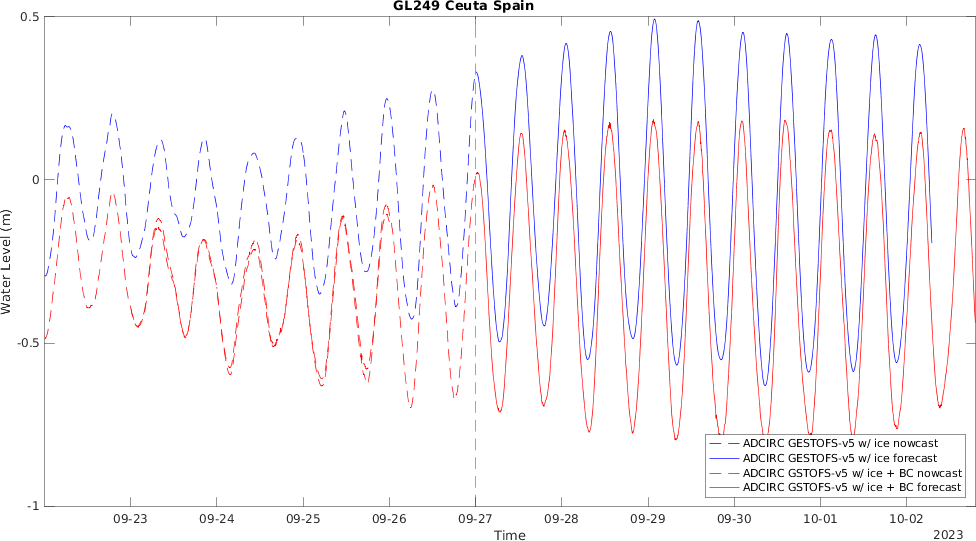 GL249 Ceuta Spain
0.5
0
-0.5
-1
Water Level (m)
09-23 09-24 09-25 09-26 09-27 09-28 09-29 09-30 10-01 10-02
Time
2023
ADCIRC GESTOFS-v5 w/ ice nowcast
ADCIRC GESTOFS-v5 w/ ice forecast
ADCIRC GSTOFS-v5 w/ ice + BC nowcast
ADCIRC GSTOFS-v5 w/ ice + BC forecast